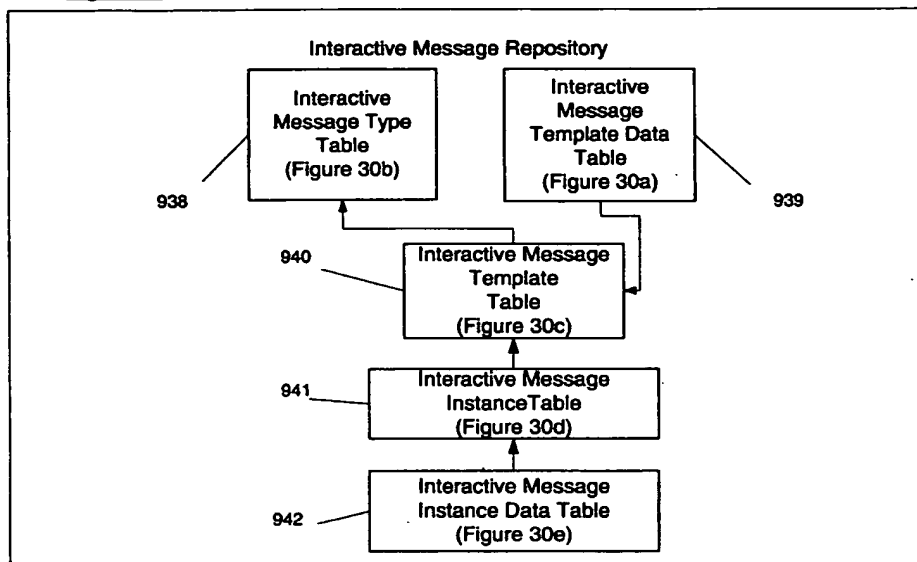 Interactive Message Repository
Interactive
Message Type
Table
(Figure 30b)
Interactive
Message
Template Data
Table
(Figure 30a)
938
939
940
Interactive Message
Template
Table
(Figure 30c)
941
Interactive Message
InstanceTable
(Figure 30d)
942
Interactive Message
Instance Data Table
(Figure 30e)